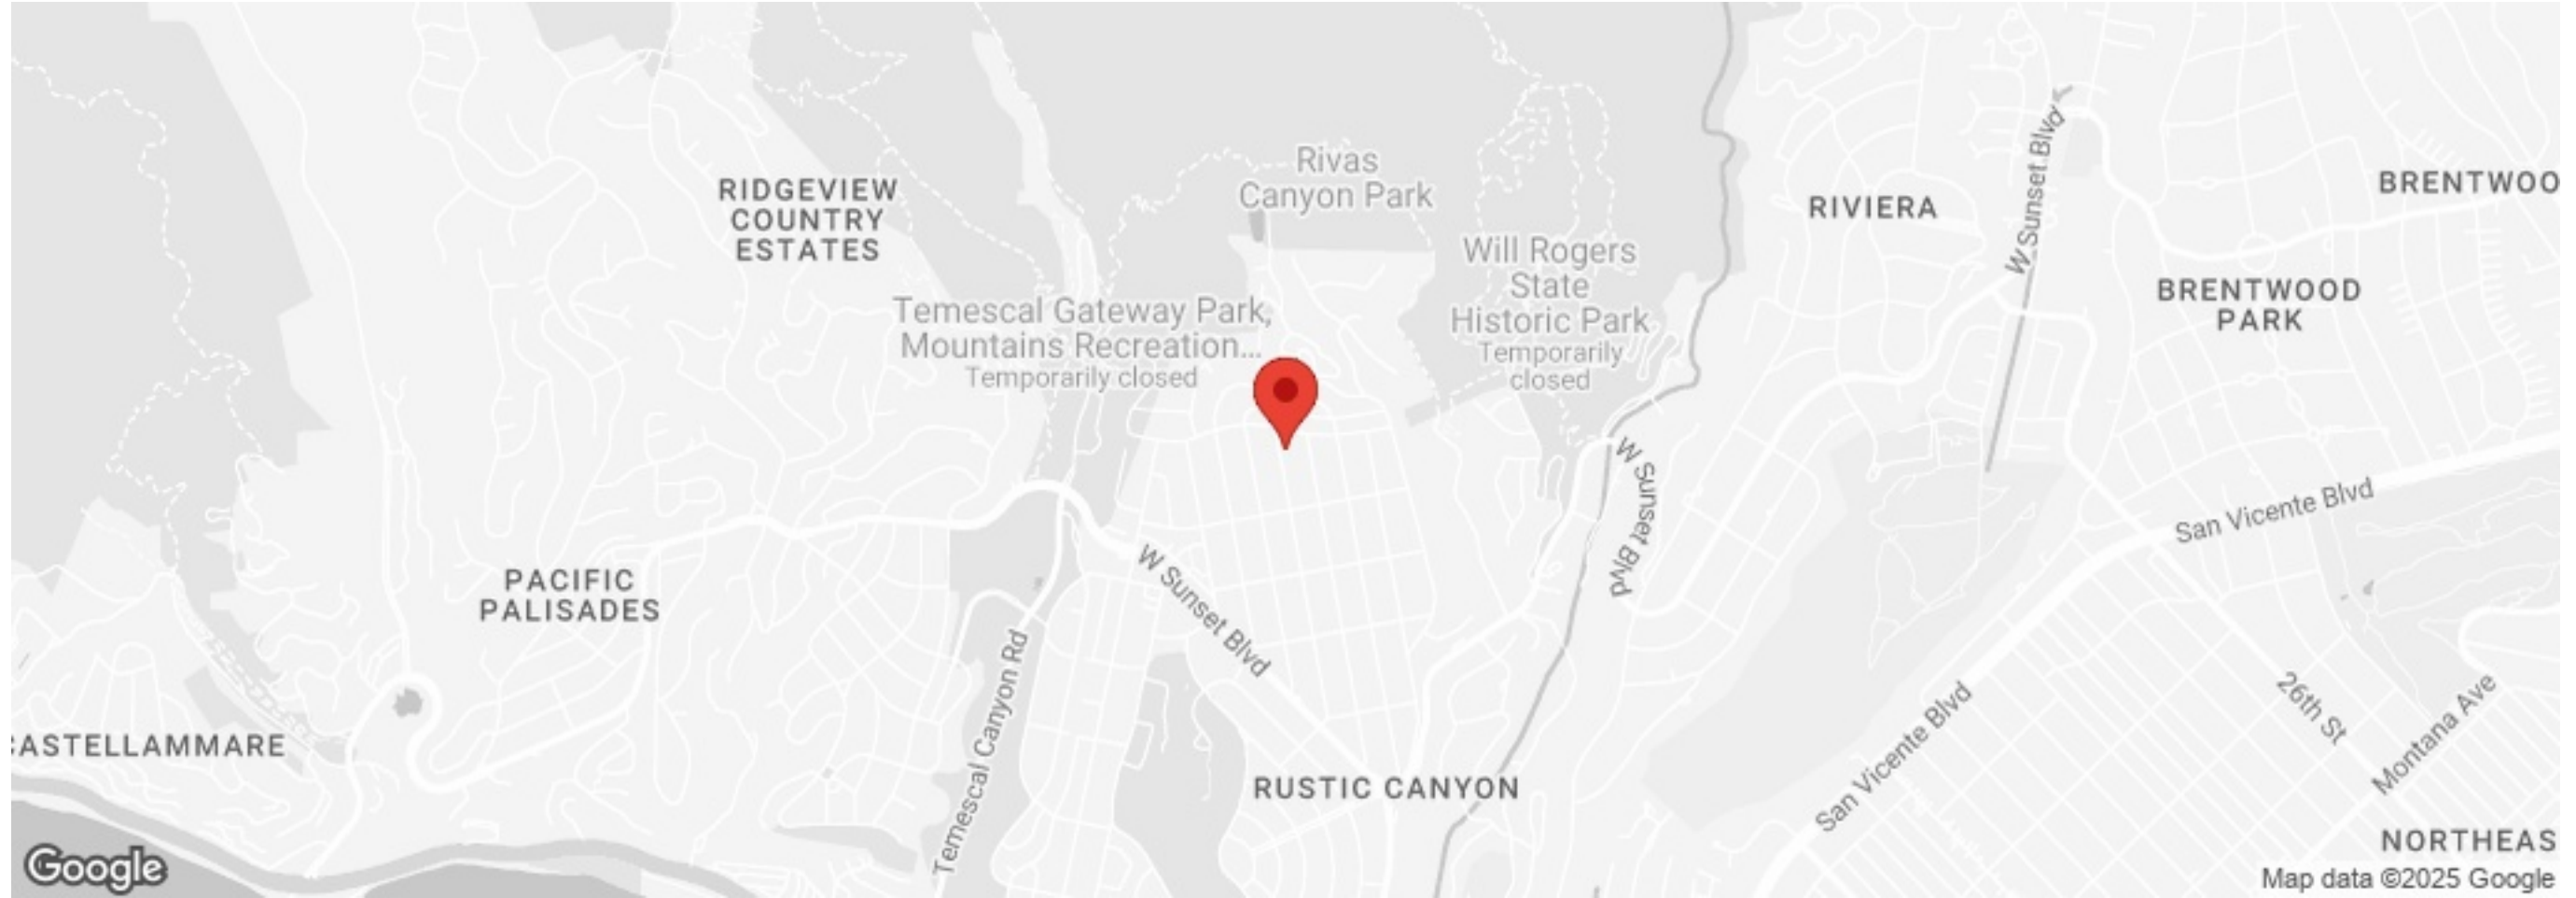 RIDGEVIEW
COUNTRY
ESTATES
Rivas
Canyon Park
Temescal Gateway Park,
Mountains Recreation...
Temporarily closed
Will Rogers
State
Historic Park
Temporarily
closed
RIVIERA
W Sunset Blvd
BRENTWOO
BRENTWOOD
PARK
W Sunset Blvd
San Vicente Blvd
PACIFIC
PALISADES
W Sunset Blvd
Temescal Canyon Rd
CASTELLAMMARE
RUSTIC CANYON
San Vicente Blvd
26th St
Montana Ave
NORTHEAS
Google
Map data ©2025 Google